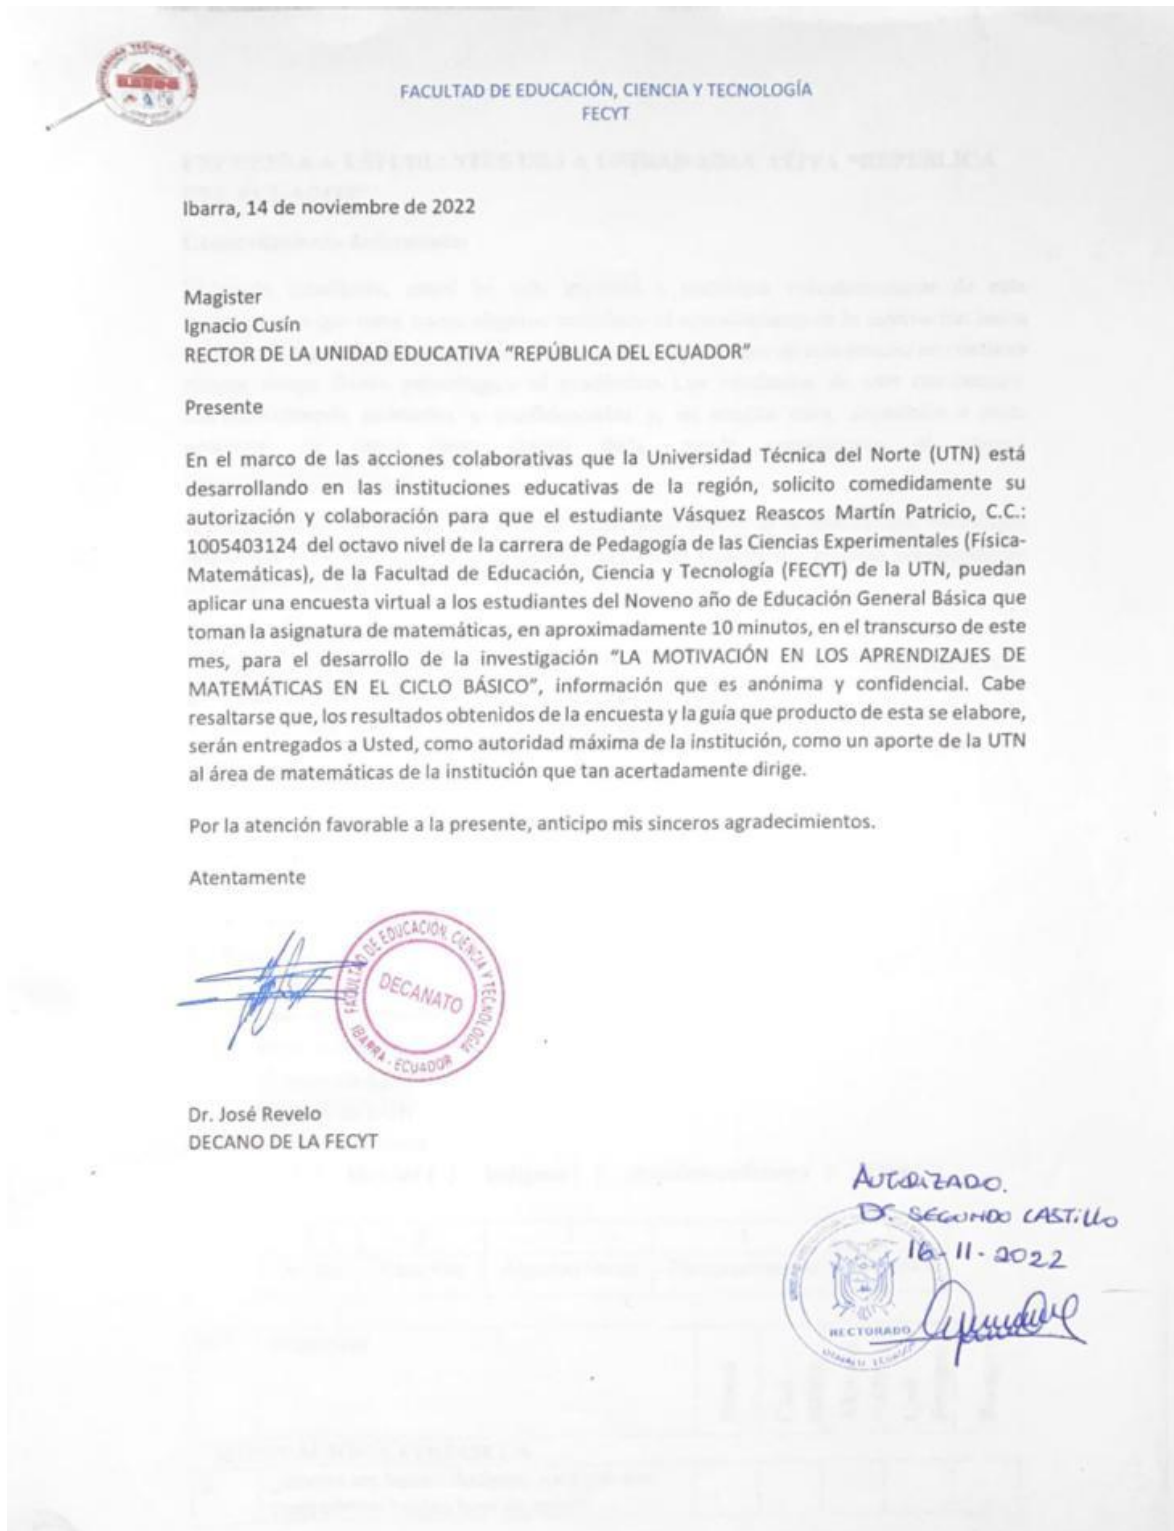 UNIVERSIDAD TÉCNICA DEL NORTE
FACULTAD DE EDUCACIÓN, CIENCIA Y TECNOLOGÍA
FECYT
Ibarra, 14 de noviembre de 2022
Magister
Ignacio Cusín
RECTOR DE LA UNIDAD EDUCATIVA “REPÚBLICA DEL ECUADOR”
Presente
En el marco de las acciones colaborativas que la Universidad Técnica del Norte (UTN) está
desarrollando en las instituciones educativas de la región, solicito comedidamente su
autorización y colaboración para que el estudiante Vásquez Reascos Martín Patricio, C.C.:
1005403124 del octavo nivel de la carrera de Pedagogía de las Ciencias Experimentales (Física-
Matemáticas), de la Facultad de Educación, Ciencia y Tecnología (FECYT) de la UTN, puedan
aplicar una encuesta virtual a los estudiantes del Noveno año de Educación General Básica que
toman la asignatura de matemáticas, en aproximadamente 10 minutos, en el transcurso de este
mes, para el desarrollo de la investigación “LA MOTIVACIÓN EN LOS APRENDIZAJES DE
MATEMÁTICAS EN EL CICLO BÁSICO”, información que es anónima y confidencial. Cabe
resaltarse que, los resultados obtenidos de la encuesta y la guía que producto de esta se elabore,
serán entregados a Usted, como autoridad máxima de la institución, como un aporte de la UTN
al área de matemáticas de la institución que tan acertadamente dirige.
Por la atención favorable a la presente, anticipo mis sinceros agradecimientos.
Atentamente
FACULTAD DE EDUCACIÓN, CIENCIA Y TECNOLOGÍA
DECANATO
IBARRA - ECUADOR
Dr. José Revelo
DECANO DE LA FECYT
AUTORIZADO.
Dr. SEGUNDO CASTILLO
16-11-2022
RECTORADO